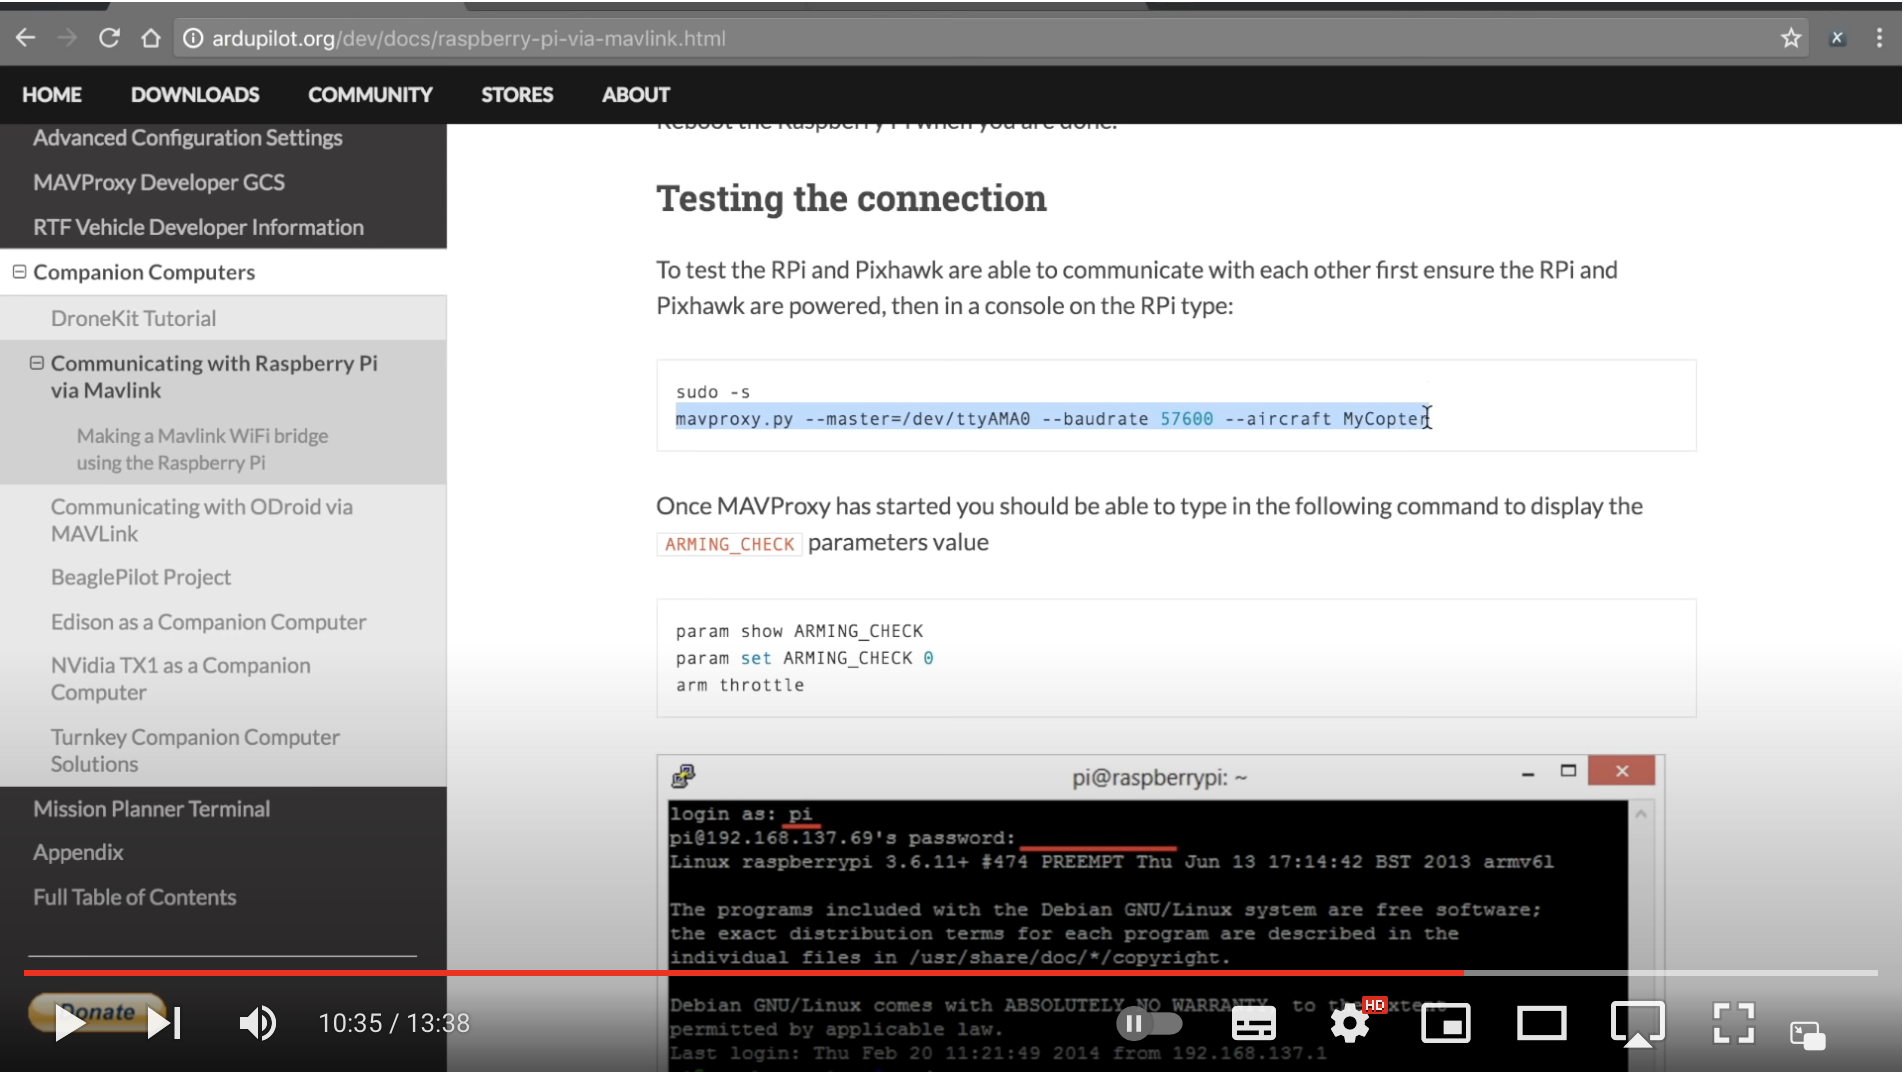 ardupilot.org/dev/docs/raspberry-pi-via-mavlink.html
X
HOME DOWNLOADS COMMUNITY STORES ABOUT
Advanced Configuration Settings
MAVProxy Developer GCS
RTF Vehicle Developer Information
Companion Computers
DroneKit Tutorial
Communicating with Raspberry Pi
via Mavlink
Making a Mavlink WiFi bridge
using the Raspberry Pi
Communicating with ODroid via
MAVLink
BeaglePilot Project
Edison as a Companion Computer
NVidia TX1 as a Companion
Computer
Turnkey Companion Computer
Solutions
Mission Planner Terminal
Appendix
Full Table of Contents
Donate
Reboot the Raspberry Pi when you are done.
Testing the connection
To test the RPi and Pixhawk are able to communicate with each other first ensure the RPi and
Pixhawk are powered, then in a console on the RPi type:
sudo -s
mavproxy.py --master=/dev/ttyAMA0 --baudrate 57600 --aircraft MyCopter
Once MAVProxy has started you should be able to type in the following command to display the
ARMING_CHECK parameters value
param show ARMING_CHECK
param set ARMING_CHECK 0
arm throttle
pi@raspberrypi: ~
login as: pi
pi@192.168.137.69's password:
Linux raspberrypi 3.6.11+ #474 PREEMPT Thu Jun 13 17:14:42 BST 2013 armv6l
The programs included with the Debian GNU/Linux system are free software;
the exact distribution terms for each program are described in the
individual files in /usr/share/doc/*/copyright.
Debian GNU/Linux comes with ABSOLUTELY NO WARRANTY, to the extent
permitted by applicable law.
Last login: Thu Feb 20 11:21:49 2014 from 192.168.137.1
10:35 / 13:38
HD